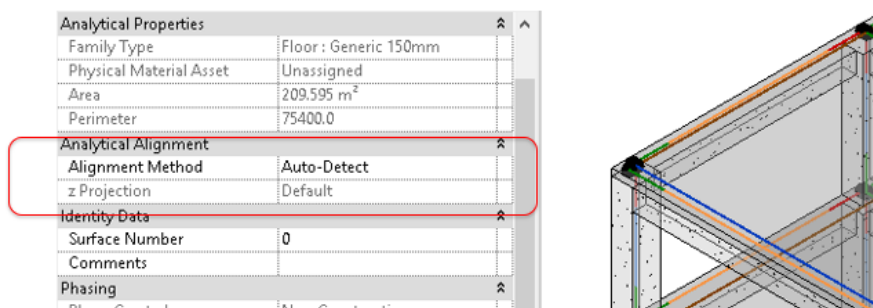 Analytical Properties
Family Type Floor : Generic 150mm
Physical Material Asset Unassigned
Area 209.595 m²
Perimeter 75400.0
Analytical Alignment
Alignment Method Auto-Detect
z Projection Default
Identity Data
Surface Number 0
Comments
Phasing